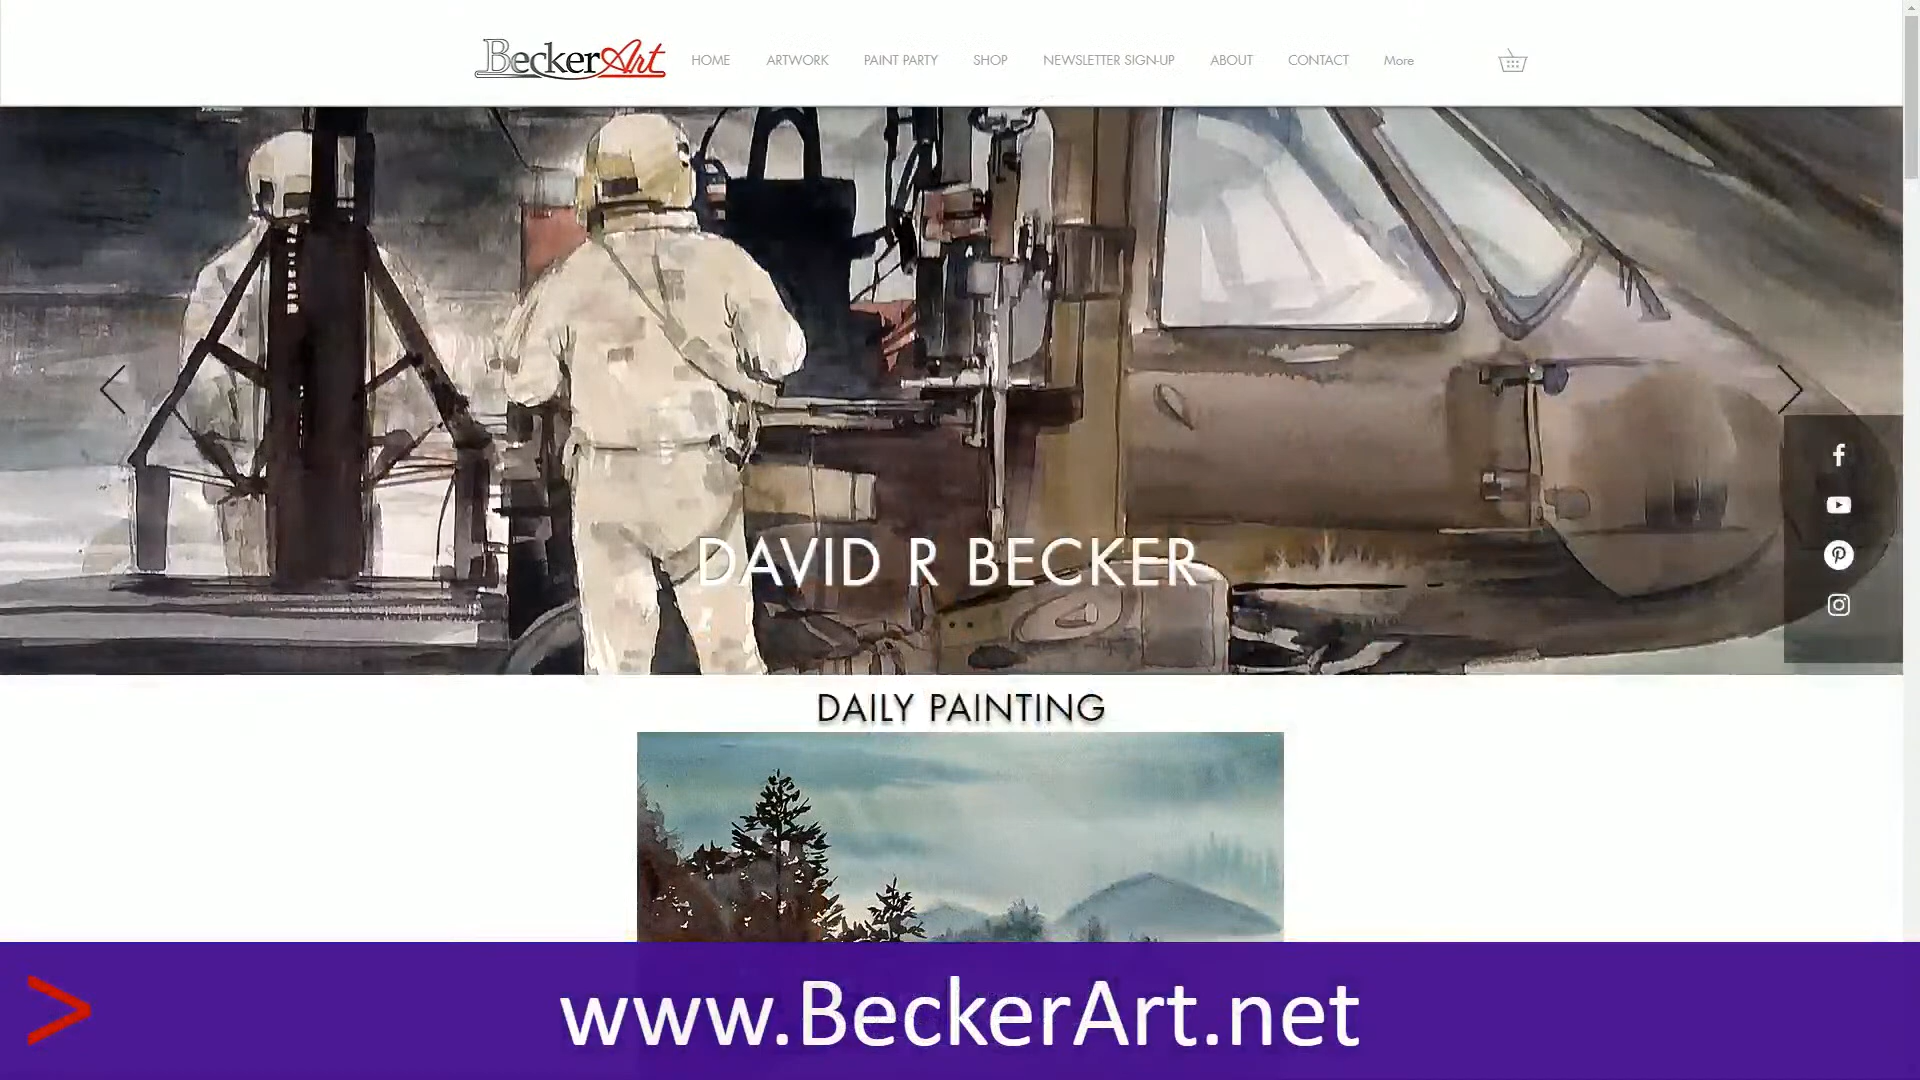 BeckerArt HOME ARTWORK PAINT PARTY SHOP NEWSLETTER SIGN-UP ABOUT CONTACT More
DAVID R BECKER
DAILY PAINTING
> www.BeckerArt.net